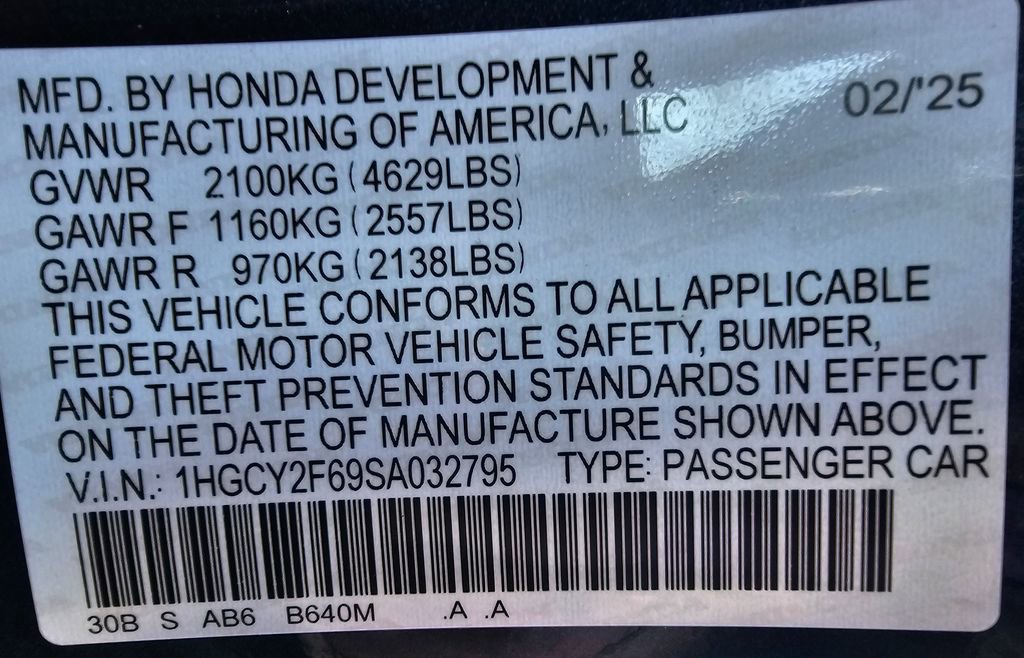 MFD. BY HONDA DEVELOPMENT &
MANUFACTURING OF AMERICA, LLC 02/'25
GVWR 2100KG (4629LBS)
GAWR F 1160KG (2557LBS)
GAWR R 970KG (2138LBS)
THIS VEHICLE CONFORMS TO ALL APPLICABLE
FEDERAL MOTOR VEHICLE SAFETY, BUMPER,
AND THEFT PREVENTION STANDARDS IN EFFECT
ON THE DATE OF MANUFACTURE SHOWN ABOVE.
V.I.N.: 1HGCY2F69SA032795 TYPE: PASSENGER CAR
30B S AB6 B640M .A .A